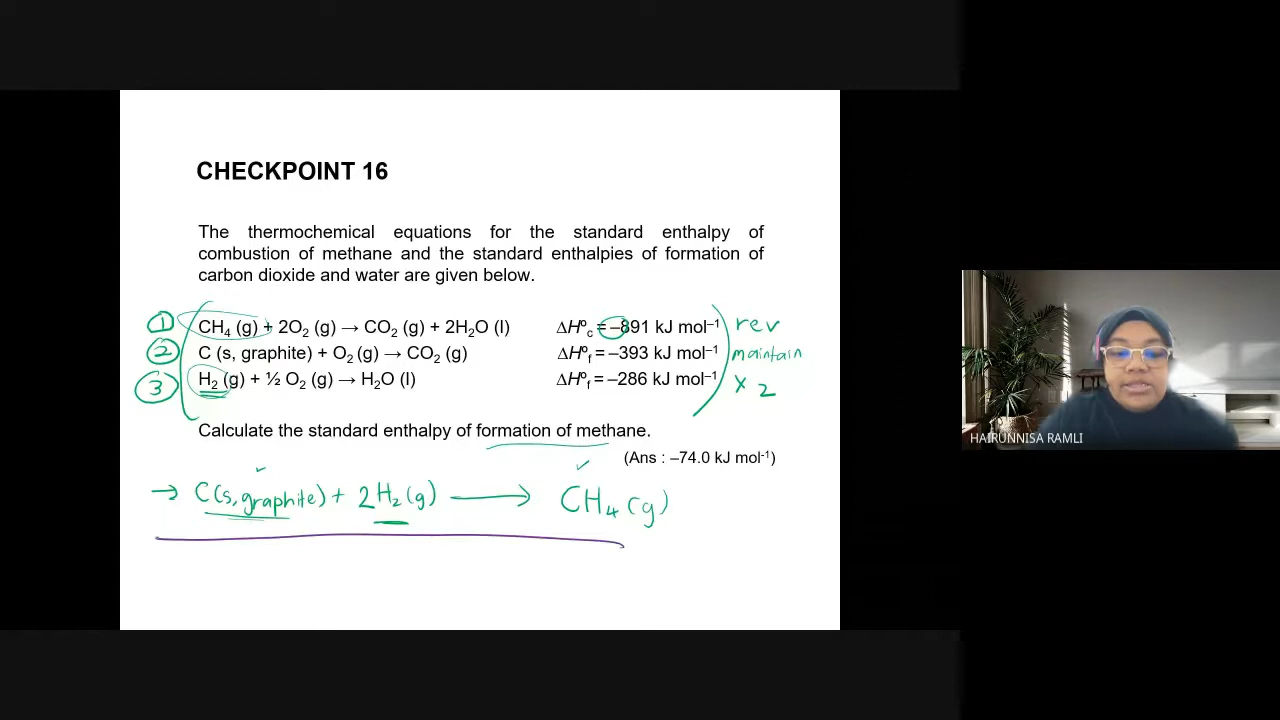 CHECKPOINT 16
The thermochemical equations for the standard enthalpy of
combustion of methane and the standard enthalpies of formation of
carbon dioxide and water are given below.
① CH₄ (g) + 2O₂ (g) → CO₂ (g) + 2H₂O (l) ΔH°c = –891 kJ mol⁻¹ rev
② C (s, graphite) + O₂ (g) → CO₂ (g) ΔH°f = –393 kJ mol⁻¹ maintain
③ H₂ (g) + ½ O₂ (g) → H₂O (l) ΔH°f = –286 kJ mol⁻¹ x 2
Calculate the standard enthalpy of formation of methane.
(Ans : –74.0 kJ mol⁻¹)
→ C(s, graphite) + 2H₂(g) ⟶ CH₄(g)
HAIRUNNISA RAMLI